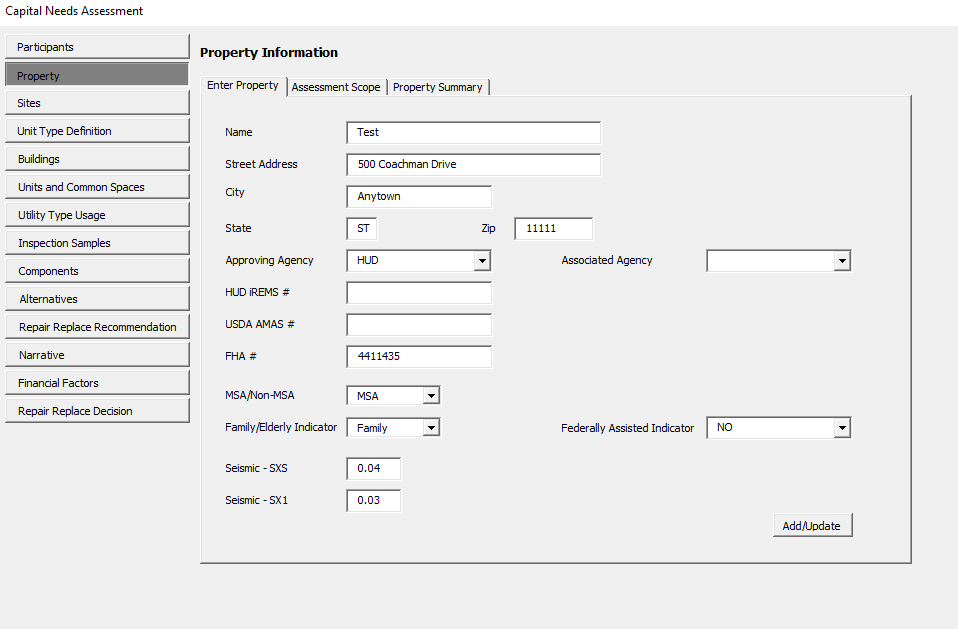 Capital Needs Assessment
Participants
Property
Sites
Unit Type Definition
Buildings
Units and Common Spaces
Utility Type Usage
Inspection Samples
Components
Alternatives
Repair Replace Recommendation
Narrative
Financial Factors
Repair Replace Decision
Property Information
Enter Property Assessment Scope Property Summary
Name Test
Street Address 500 Coachman Drive
City Anytown
State ST Zip 11111
Approving Agency HUD Associated Agency
HUD iREMS #
USDA AMAS #
FHA # 4411435
MSA/Non-MSA MSA
Family/Elderly Indicator Family Federally Assisted Indicator NO
Seismic - SXS 0.04
Seismic - SX1 0.03
Add/Update